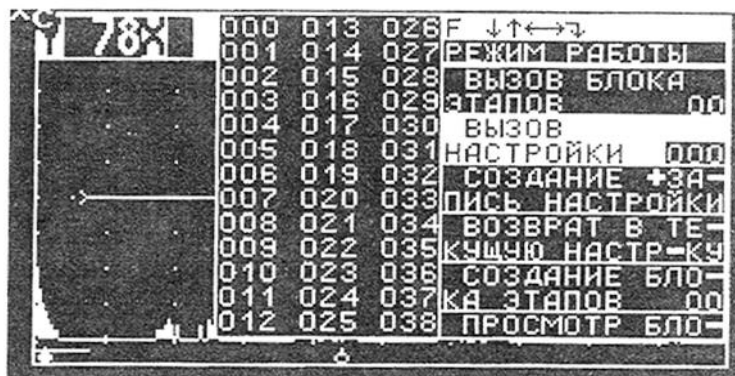 XC
Y 78%
000 013 026
001 014 027
002 015 028
003 016 029
004 017 030
005 018 031
006 019 032
007 020 033
008 021 034
009 022 035
010 023 036
011 024 037
012 025 038
F ↓↑←→↴
РЕЖИМ РАБОТЫ
ВЫЗОВ БЛОКА
ЭТАПОВ 00
ВЫЗОВ
НАСТРОЙКИ 000
СОЗДАНИЕ +ЗА-
ПИСЬ НАСТРОЙКИ
ВОЗВРАТ В ТЕ-
КУЩУЮ НАСТР-КУ
СОЗДАНИЕ БЛО-
КА ЭТАПОВ 00
ПРОСМОТР БЛО-